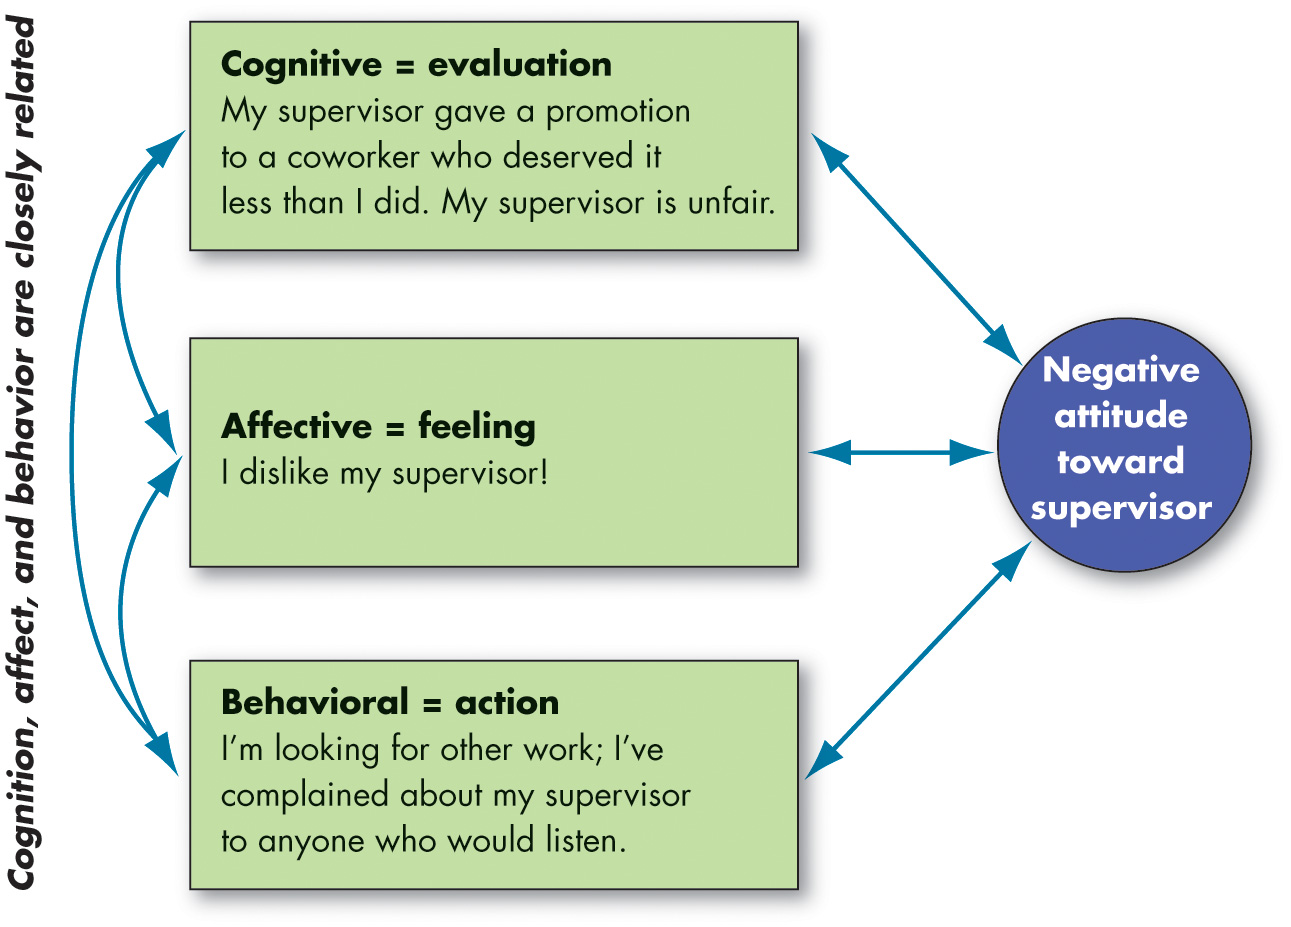 Cognition, affect, and behavior are closely related
Cognitive = evaluation
My supervisor gave a promotion
to a coworker who deserved it
less than I did. My supervisor is unfair.
Affective = feeling
I dislike my supervisor!
Behavioral = action
I’m looking for other work; I’ve
complained about my supervisor
to anyone who would listen.
Negative
attitude
toward
supervisor